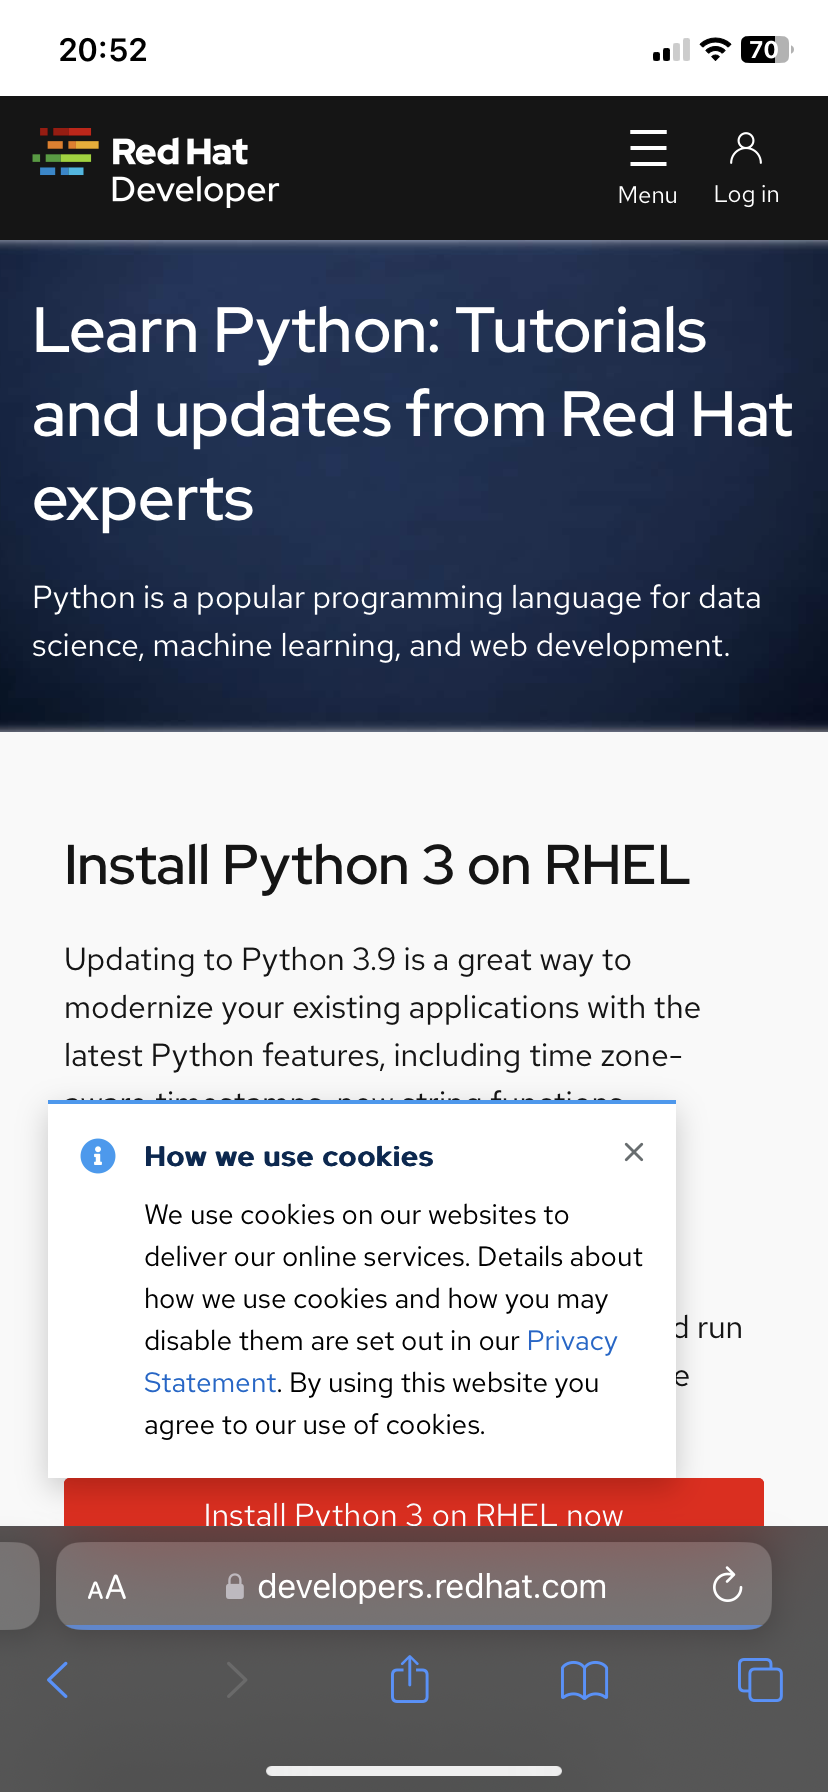 20:52
70
Red Hat
Developer
Menu
Log in
Learn Python: Tutorials
and updates from Red Hat
experts
Python is a popular programming language for data
science, machine learning, and web development.
Install Python 3 on RHEL
Updating to Python 3.9 is a great way to
modernize your existing applications with the
latest Python features, including time zone-
aware timestamps, new string functions,
How we use cookies
We use cookies on our websites to
deliver our online services. Details about
how we use cookies and how you may
disable them are set out in our Privacy
Statement. By using this website you
agree to our use of cookies.
run
Install Python 3 on RHEL now
AA
developers.redhat.com